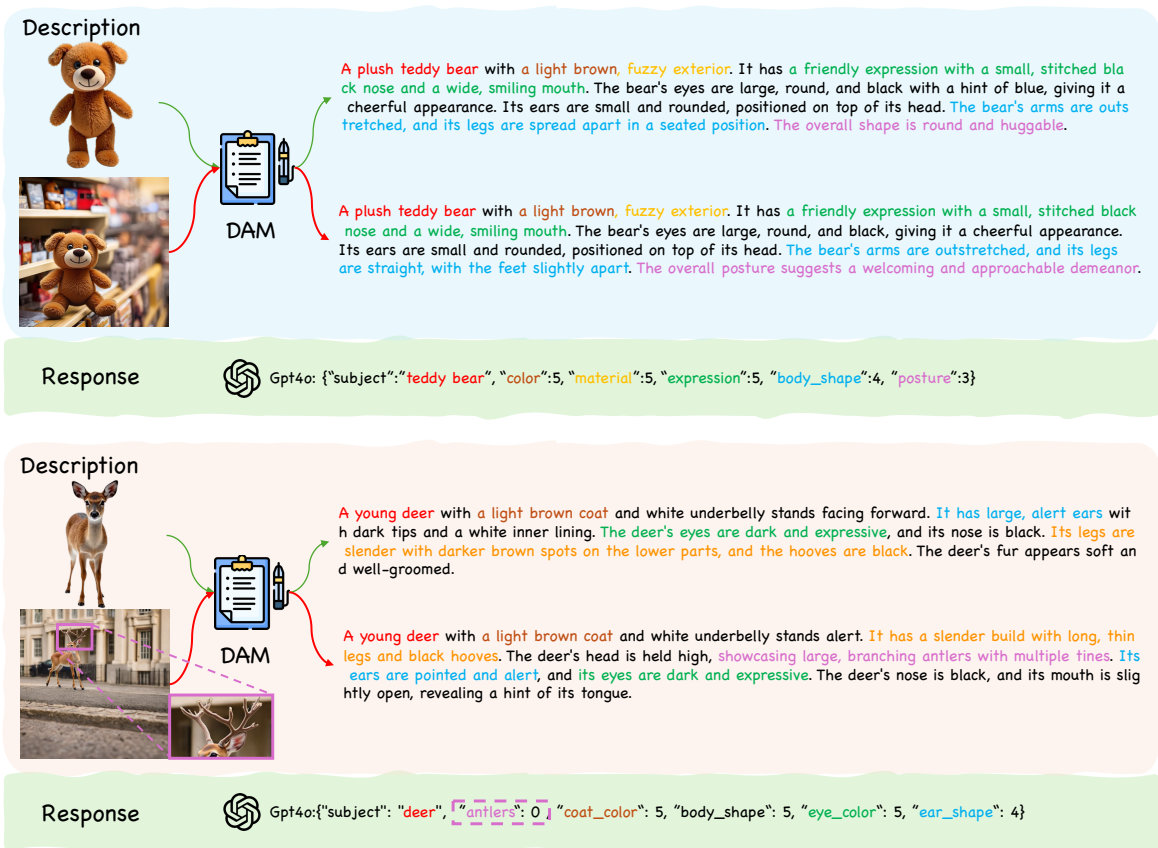 Description
A plush teddy bear with a light brown, fuzzy exterior. It has a friendly expression with a small, stitched bla
ck nose and a wide, smiling mouth. The bear's eyes are large, round, and black with a hint of blue, giving it a
cheerful appearance. Its ears are small and rounded, positioned on top of its head. The bear's arms are outs
tretched, and its legs are spread apart in a seated position. The overall shape is round and huggable.
DAM
A plush teddy bear with a light brown, fuzzy exterior. It has a friendly expression with a small, stitched black
nose and a wide, smiling mouth. The bear's eyes are large, round, and black, giving it a cheerful appearance.
Its ears are small and rounded, positioned on top of its head. The bear's arms are outstretched, and its legs
are straight, with the feet slightly apart. The overall posture suggests a welcoming and approachable demeanor.
Response
Gpt4o: {"subject":"teddy bear", "color":5, "material":5, "expression":5, "body_shape":4, "posture":3}
Description
A young deer with a light brown coat and white underbelly stands facing forward. It has large, alert ears wit
h dark tips and a white inner lining. The deer's eyes are dark and expressive, and its nose is black. Its legs are
slender with darker brown spots on the lower parts, and the hooves are black. The deer's fur appears soft an
d well-groomed.
DAM
A young deer with a light brown coat and white underbelly stands alert. It has a slender build with long, thin
legs and black hooves. The deer's head is held high, showcasing large, branching antlers with multiple tines. Its
ears are pointed and alert, and its eyes are dark and expressive. The deer's nose is black, and its mouth is slig
htly open, revealing a hint of its tongue.
Response
Gpt4o:{"subject": "deer", "antlers": 0, "coat_color": 5, "body_shape": 5, "eye_color": 5, "ear_shape": 4}